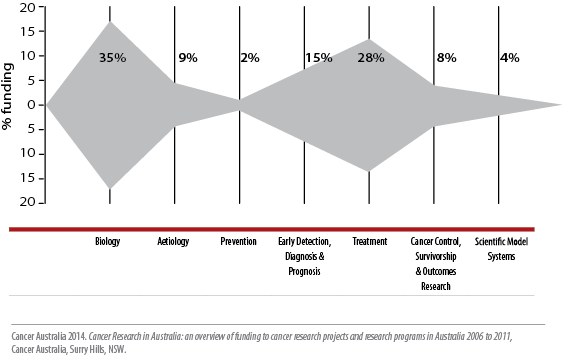 20
15
10
5
0
5
10
15
20
% funding
35%
9%
2%
15%
28%
8%
4%
Biology
Aetiology
Prevention
Early Detection,
Diagnosis &
Prognosis
Treatment
Cancer Control,
Survivorship
& Outcomes
Research
Scientific Model
Systems
Cancer Australia 2014. Cancer Research in Australia: an overview of funding to cancer research projects and research programs in Australia 2006 to 2011,
Cancer Australia, Surry Hills, NSW.